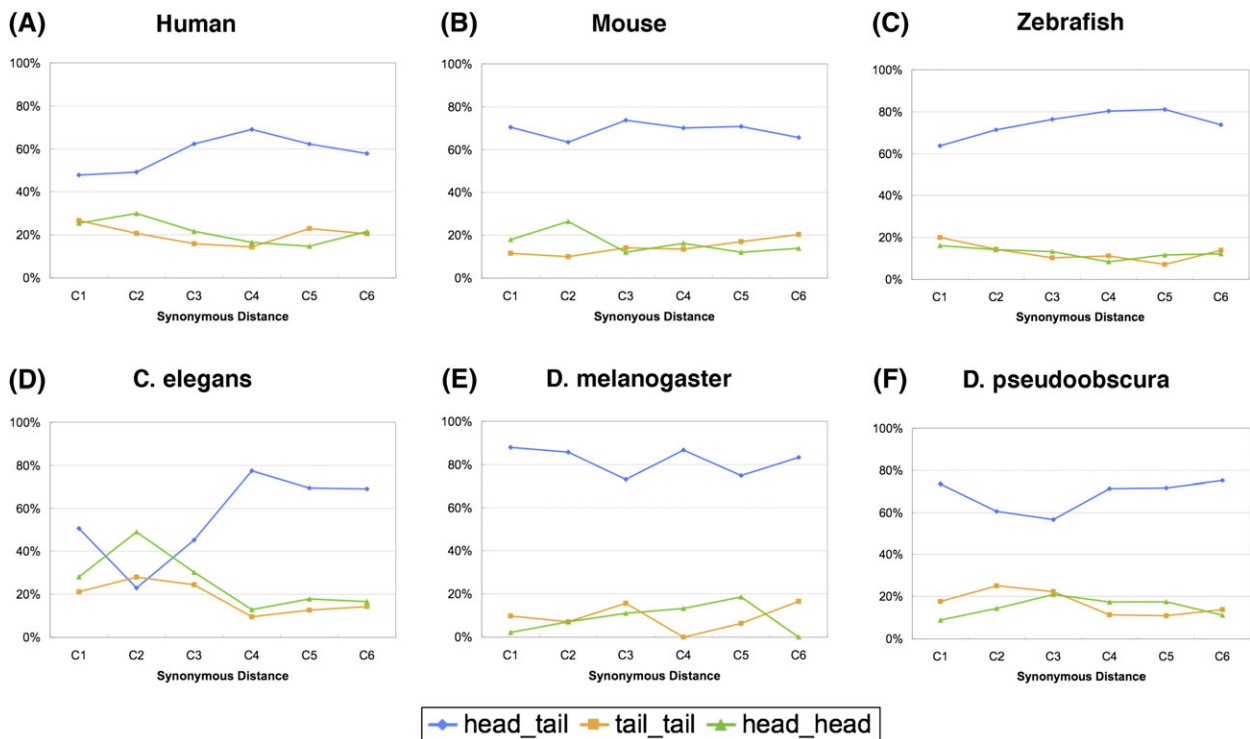 (A) Human
100%
80%
60%
40%
20%
0%
C1 C2 C3 C4 C5 C6
Synonymous Distance
(B) Mouse
100%
80%
60%
40%
20%
0%
C1 C2 C3 C4 C5 C6
Synonyous Distance
(C) Zebrafish
100%
80%
60%
40%
20%
0%
C1 C2 C3 C4 C5 C6
Synonymous Distance
(D) C. elegans
100%
80%
60%
40%
20%
0%
C1 C2 C3 C4 C5 C6
Synonymous Distance
(E) D. melanogaster
100%
80%
60%
40%
20%
0%
C1 C2 C3 C4 C5 C6
Synonymous Distance
(F) D. pseudoobscura
100%
80%
60%
40%
20%
0%
C1 C2 C3 C4 C5 C6
Synonymous Distance
head_tail tail_tail head_head